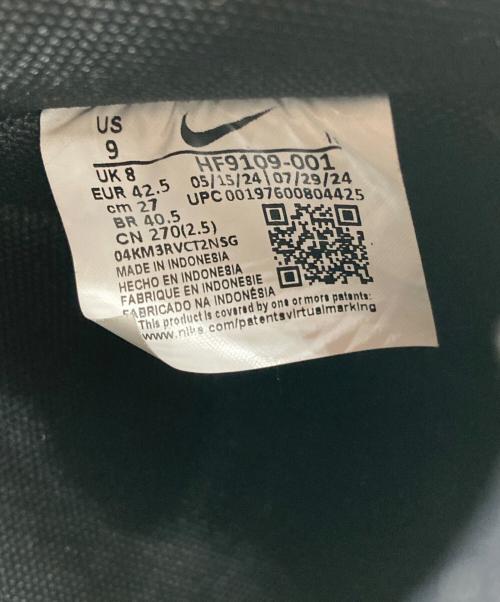 US
9
UK 8
EUR 42.5
cm 27
BR 40.5
CN 270(2.5)
HF9109-001
05/15/24 | 07/29/24
UPC 00197600804425
04KM3RVCT2NSG
MADE IN INDONESIA
HECHO EN INDONESIA
FABRIQUE EN INDONESIE
FABRICADO NA INDONÉSIA
This product is covered by one or more patents:
www.nike.com/patentsvirtualmarking